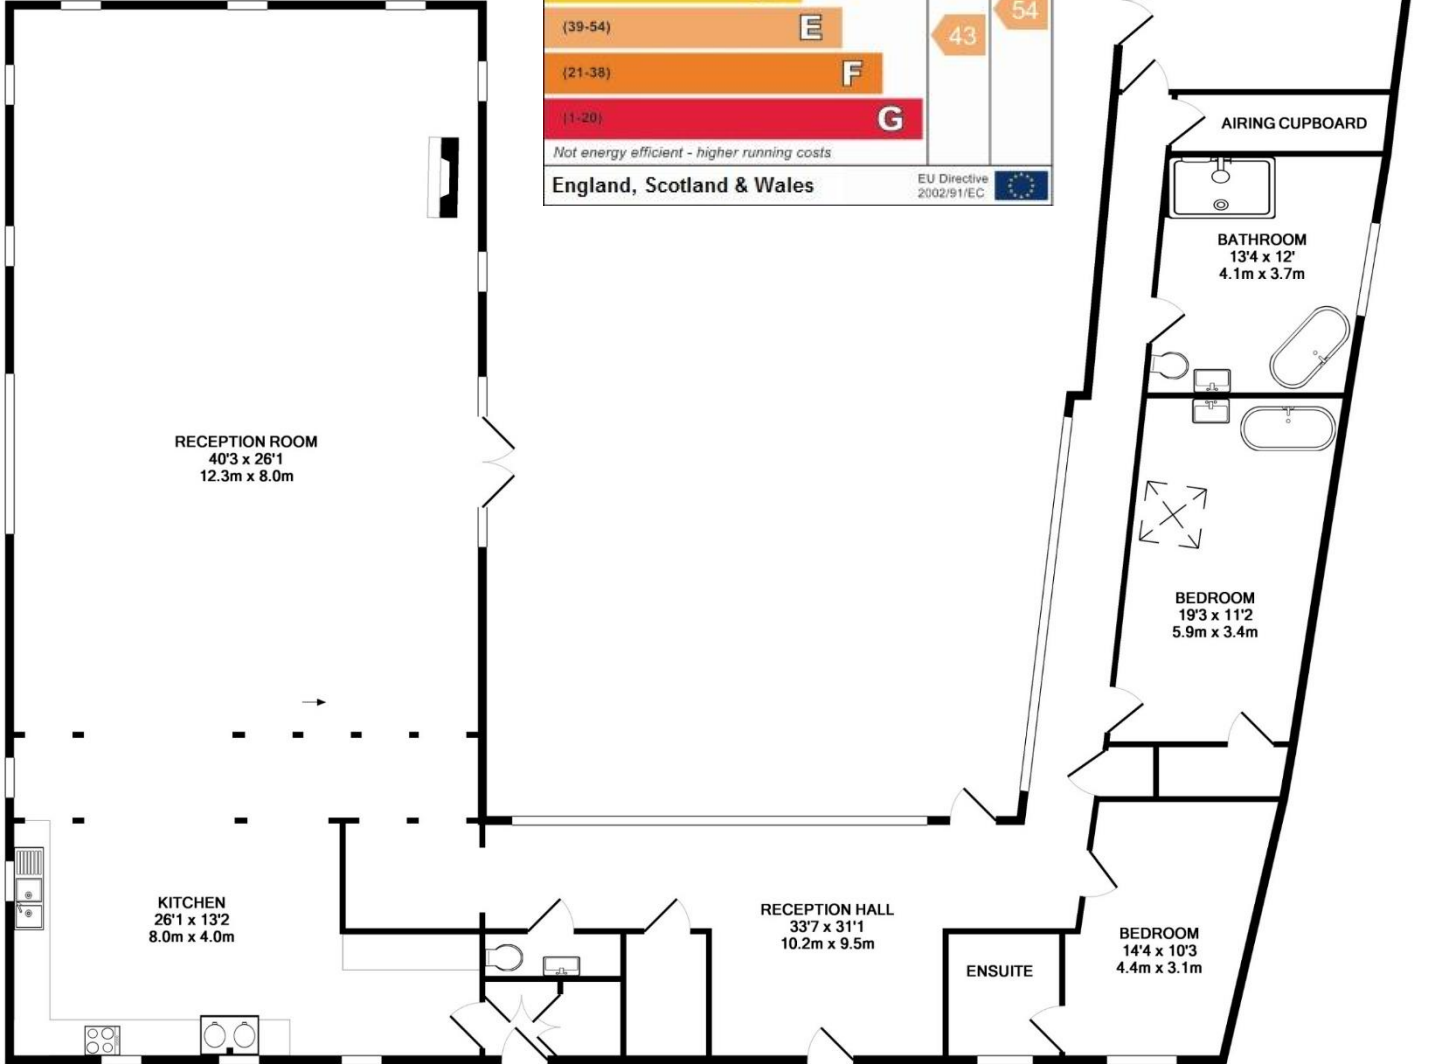 (39-54)
E
43
54
(21-38)
F
(1-20)
G
Not energy efficient - higher running costs
England, Scotland & Wales
EU Directive
2002/91/EC
AIRING CUPBOARD
BATHROOM
13'4 x 12'
4.1m x 3.7m
RECEPTION ROOM
40'3 x 26'1
12.3m x 8.0m
BEDROOM
19'3 x 11'2
5.9m x 3.4m
KITCHEN
26'1 x 13'2
8.0m x 4.0m
RECEPTION HALL
33'7 x 31'1
10.2m x 9.5m
ENSUITE
BEDROOM
14'4 x 10'3
4.4m x 3.1m